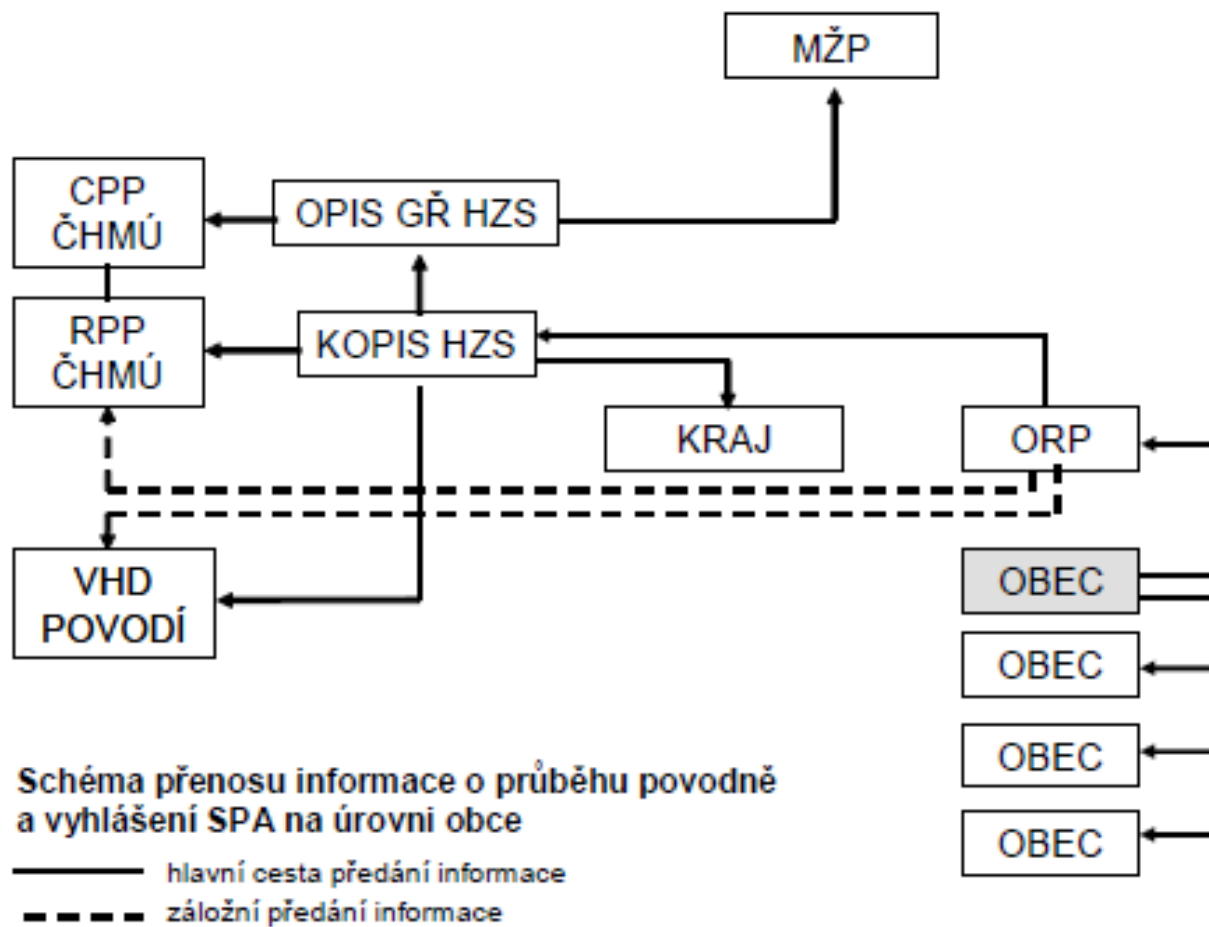 MŽP
CPP
ČHMÚ
OPIS GŘ HZS
RPP
ČHMÚ
KOPIS HZS
KRAJ
ORP
VHD
POVODÍ
OBEC
OBEC
OBEC
OBEC
Schéma přenosu informace o průběhu povodně
a vyhlášení SPA na úrovni obce
hlavní cesta předání informace
záložní předání informace